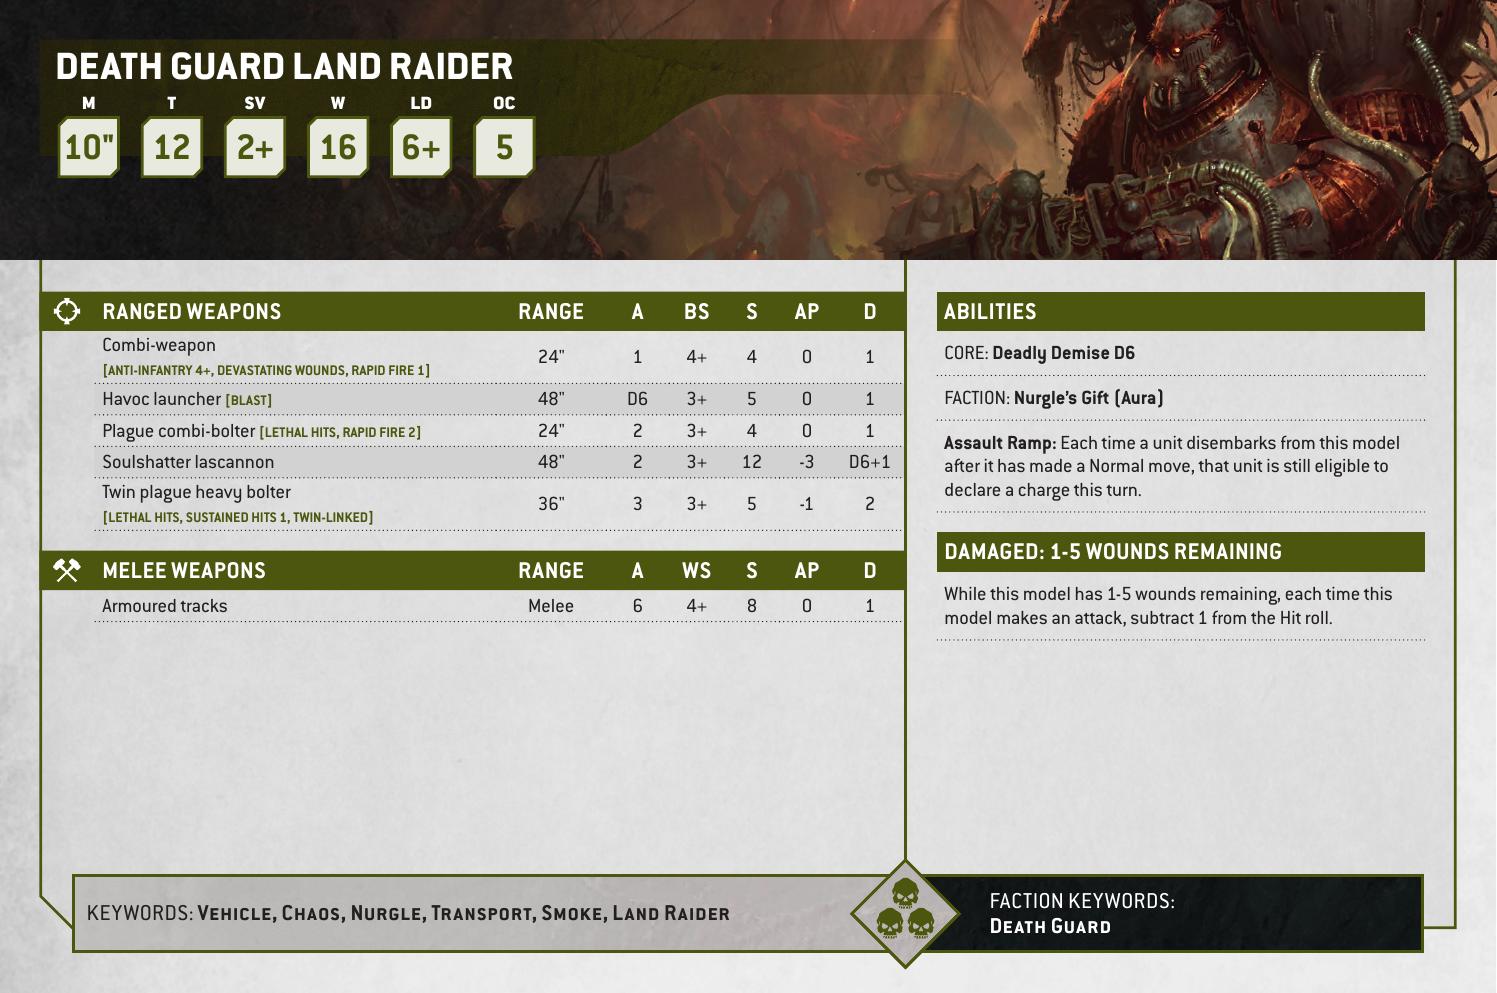 DEATH GUARD LAND RAIDER
M T SV W LD OC
10" 12 2+ 16 6+ 5
RANGED WEAPONS RANGE A BS S AP D
Combi-weapon
[ANTI-INFANTRY 4+, DEVASTATING WOUNDS, RAPID FIRE 1] 24" 1 4+ 4 0 1
Havoc launcher [BLAST] 48" D6 3+ 5 0 1
Plague combi-bolter [LETHAL HITS, RAPID FIRE 2] 24" 2 3+ 4 0 1
Soulshatter lascannon 48" 2 3+ 12 -3 D6+1
Twin plague heavy bolter
[LETHAL HITS, SUSTAINED HITS 1, TWIN-LINKED] 36" 3 3+ 5 -1 2
MELEE WEAPONS RANGE A WS S AP D
Armoured tracks Melee 6 4+ 8 0 1
ABILITIES
CORE: Deadly Demise D6
FACTION: Nurgle’s Gift (Aura)
Assault Ramp: Each time a unit disembarks from this model
after it has made a Normal move, that unit is still eligible to
declare a charge this turn.
DAMAGED: 1-5 WOUNDS REMAINING
While this model has 1-5 wounds remaining, each time this
model makes an attack, subtract 1 from the Hit roll.
KEYWORDS: Vehicle, Chaos, Nurgle, Transport, Smoke, Land Raider
FACTION KEYWORDS:
Death Guard